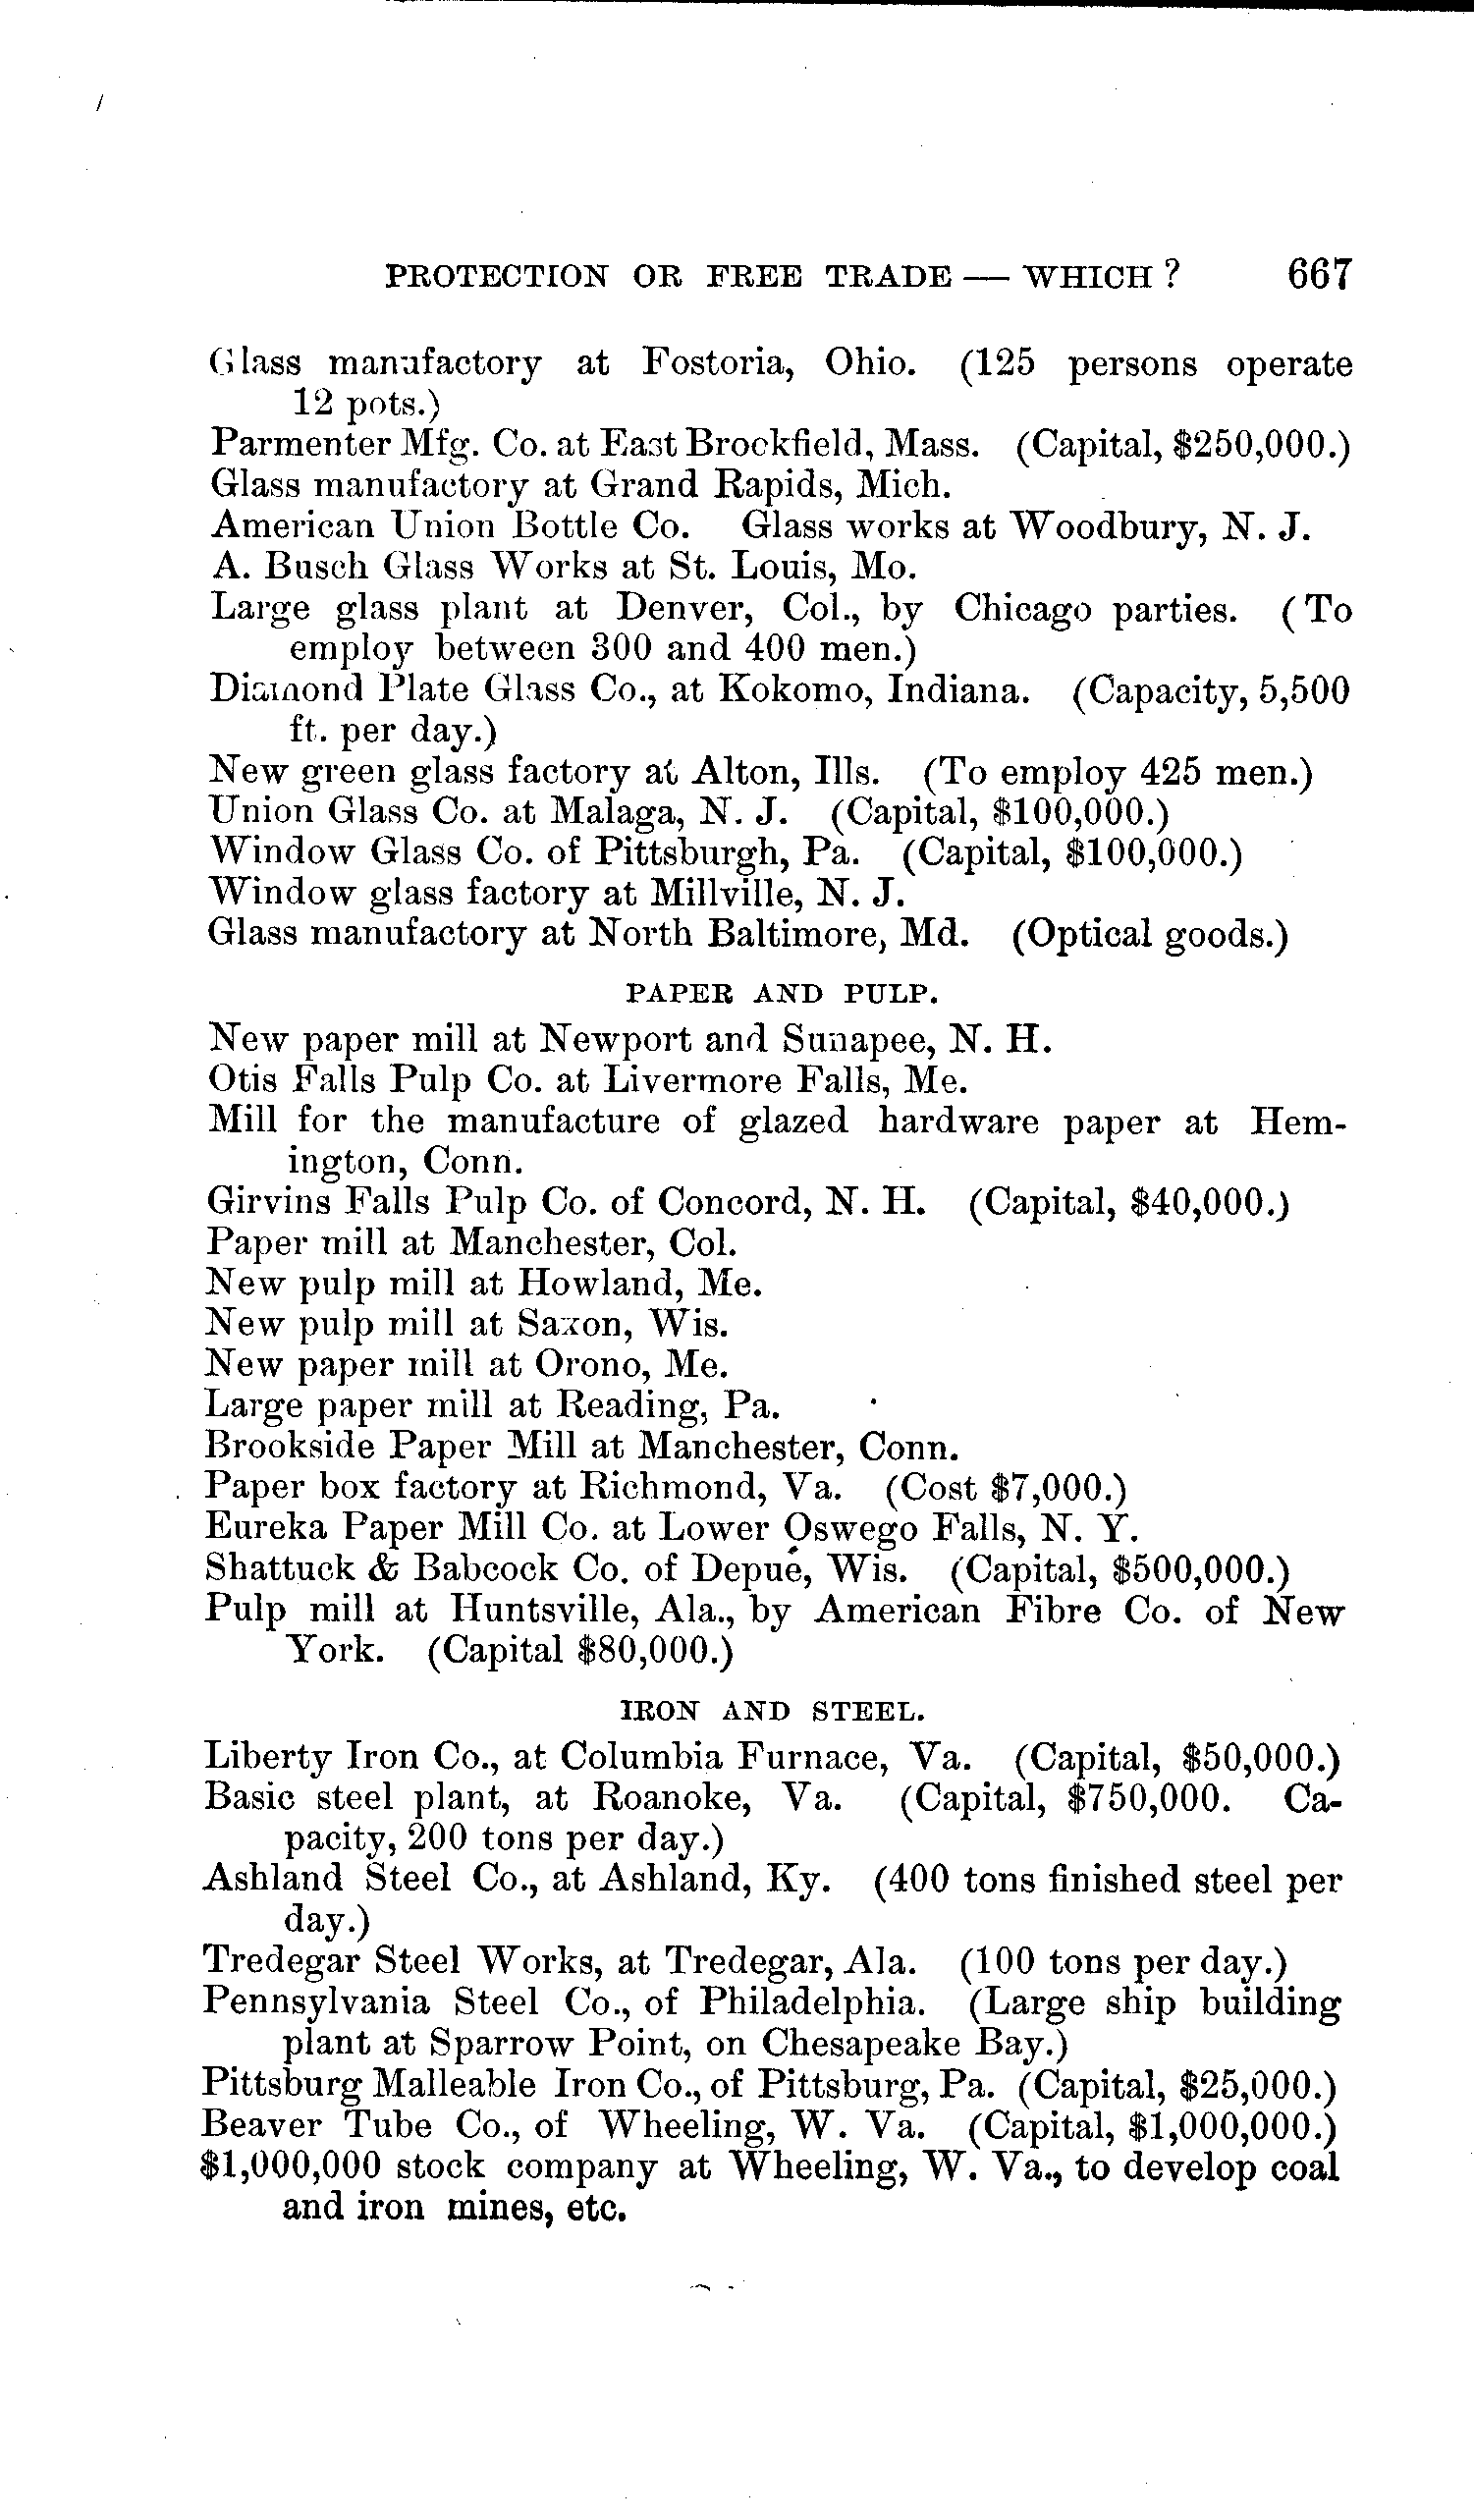 PROTECTION OR FREE TRADE — WHICH? 667
Glass manufactory at Fostoria, Ohio. (125 persons operate
12 pots.)
Parmenter Mfg. Co. at East Brockfield, Mass. (Capital, $250,000.)
Glass manufactory at Grand Rapids, Mich.
American Union Bottle Co. Glass works at Woodbury, N. J.
A. Busch Glass Works at St. Louis, Mo.
Large glass plant at Denver, Col., by Chicago parties. (To
employ between 300 and 400 men.)
Diamond Plate Glass Co., at Kokomo, Indiana. (Capacity, 5,500
ft. per day.)
New green glass factory at Alton, Ills. (To employ 425 men.)
Union Glass Co. at Malaga, N. J. (Capital, $100,000.)
Window Glass Co. of Pittsburgh, Pa. (Capital, $100,000.)
Window glass factory at Millville, N. J.
Glass manufactory at North Baltimore, Md. (Optical goods.)
PAPER AND PULP.
New paper mill at Newport and Sunapee, N. H.
Otis Falls Pulp Co. at Livermore Falls, Me.
Mill for the manufacture of glazed hardware paper at Hem-
ington, Conn.
Girvins Falls Pulp Co. of Concord, N. H. (Capital, $40,000.)
Paper mill at Manchester, Col.
New pulp mill at Howland, Me.
New pulp mill at Saxon, Wis.
New paper mill at Orono, Me.
Large paper mill at Reading, Pa.
Brookside Paper Mill at Manchester, Conn.
Paper box factory at Richmond, Va. (Cost $7,000.)
Eureka Paper Mill Co. at Lower Oswego Falls, N. Y.
Shattuck & Babcock Co. of Depué, Wis. (Capital, $500,000.)
Pulp mill at Huntsville, Ala., by American Fibre Co. of New
York. (Capital $80,000.)
IRON AND STEEL.
Liberty Iron Co., at Columbia Furnace, Va. (Capital, $50,000.)
Basic steel plant, at Roanoke, Va. (Capital, $750,000. Ca-
pacity, 200 tons per day.)
Ashland Steel Co., at Ashland, Ky. (400 tons finished steel per
day.)
Tredegar Steel Works, at Tredegar, Ala. (100 tons per day.)
Pennsylvania Steel Co., of Philadelphia. (Large ship building
plant at Sparrow Point, on Chesapeake Bay.)
Pittsburg Malleable Iron Co., of Pittsburg, Pa. (Capital, $25,000.)
Beaver Tube Co., of Wheeling, W. Va. (Capital, $1,000,000.)
$1,000,000 stock company at Wheeling, W. Va., to develop coal
and iron mines, etc.